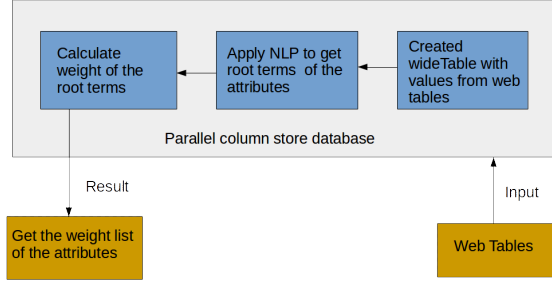 Calculate
weight of the
root terms
Apply NLP to get
root terms of the
attributes
Created
wideTable with
values from web
tables
Parallel column store database
Result
Input
Get the weight list
of the attributes
Web Tables